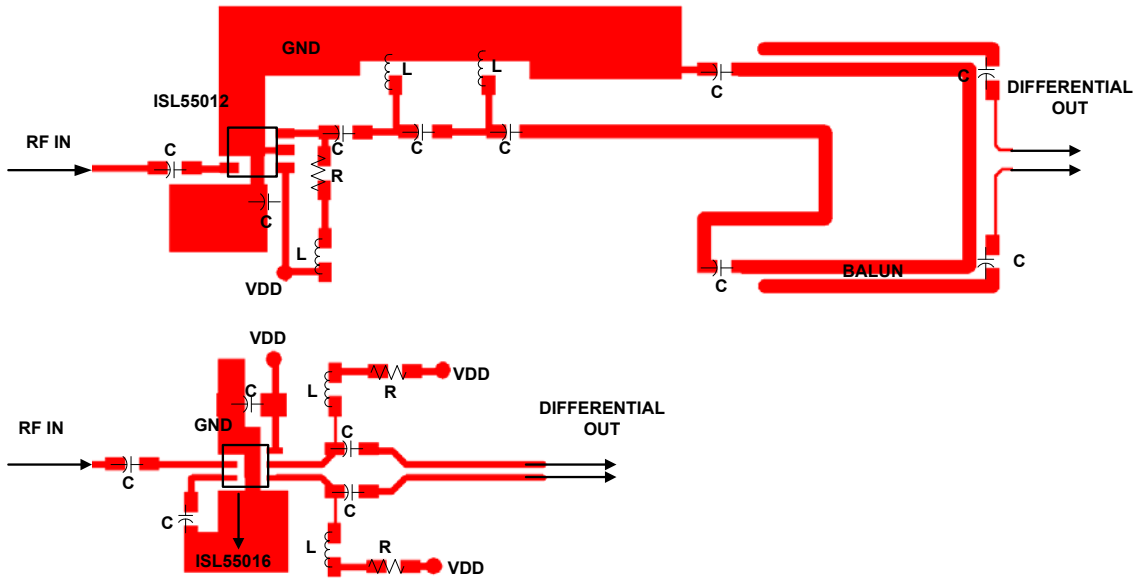 GND
L
L
C
C
DIFFERENTIAL
OUT
ISL55012
RF IN
C
C
C
C
R
C
L
VDD
C
BALUN
C
VDD
L
R
VDD
C
GND
DIFFERENTIAL
OUT
RF IN
C
C
C
C
ISL55016
L
R
VDD